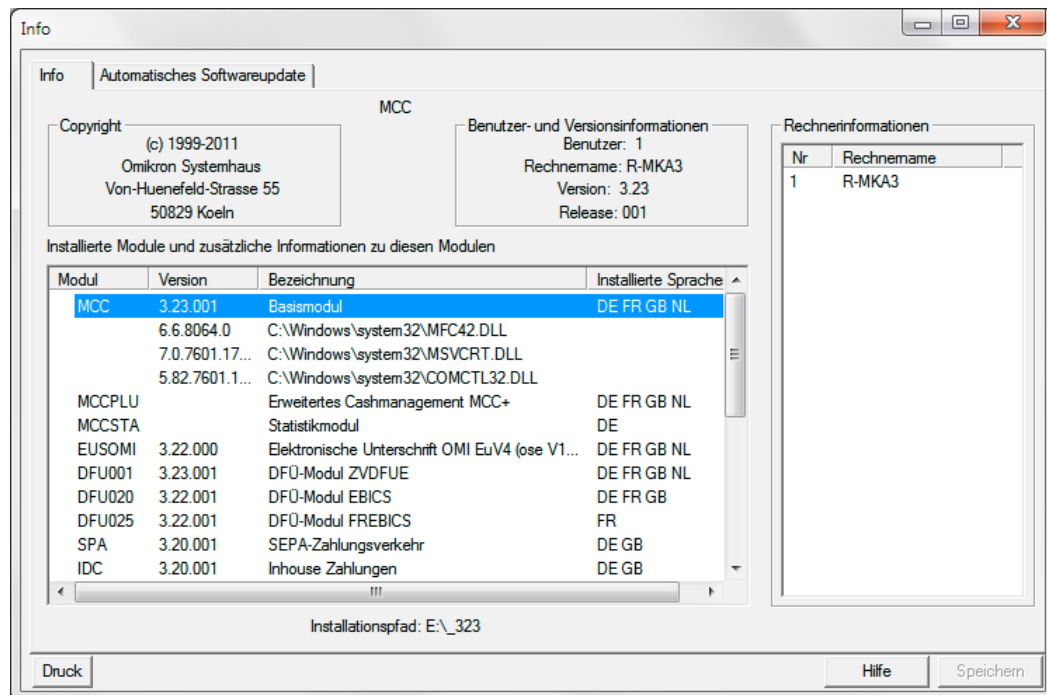 Info
Info Automatisches Softwareupdate
MCC
Copyright
(c) 1999-2011
Omikron Systemhaus
Von-Huenefeld-Strasse 55
50829 Koeln
Benutzer- und Versionsinformationen
Benutzer: 1
Rechnername: R-MKA3
Version: 3.23
Release: 001
Rechnerinformationen
Nr Rechnername
1 R-MKA3
Installierte Module und zusätzliche Informationen zu diesen Modulen
Modul Version Bezeichnung Installierte Sprache
MCC 3.23.001 Basismodul DE FR GB NL
6.6.8064.0 C:\Windows\system32\MFC42.DLL
7.0.7601.17... C:\Windows\system32\MSVCRT.DLL
5.82.7601.1... C:\Windows\system32\COMCTL32.DLL
MCCPLU Erweitertes Cashmanagement MCC+ DE FR GB NL
MCCSTA Statistikmodul DE
EUSOMI 3.22.000 Elektronische Unterschrift OMI EuV4 (ose V1... DE FR GB NL
DFU001 3.23.001 DFÜ-Modul ZVDFUE DE FR GB NL
DFU020 3.22.001 DFÜ-Modul EBICS DE FR GB
DFU025 3.22.001 DFÜ-Modul FREBICS FR
SPA 3.20.001 SEPA-Zahlungsverkehr DE GB
IDC 3.20.001 Inhouse Zahlungen DE GB
Installationspfad: E:\_323
Druck Hilfe Speichern